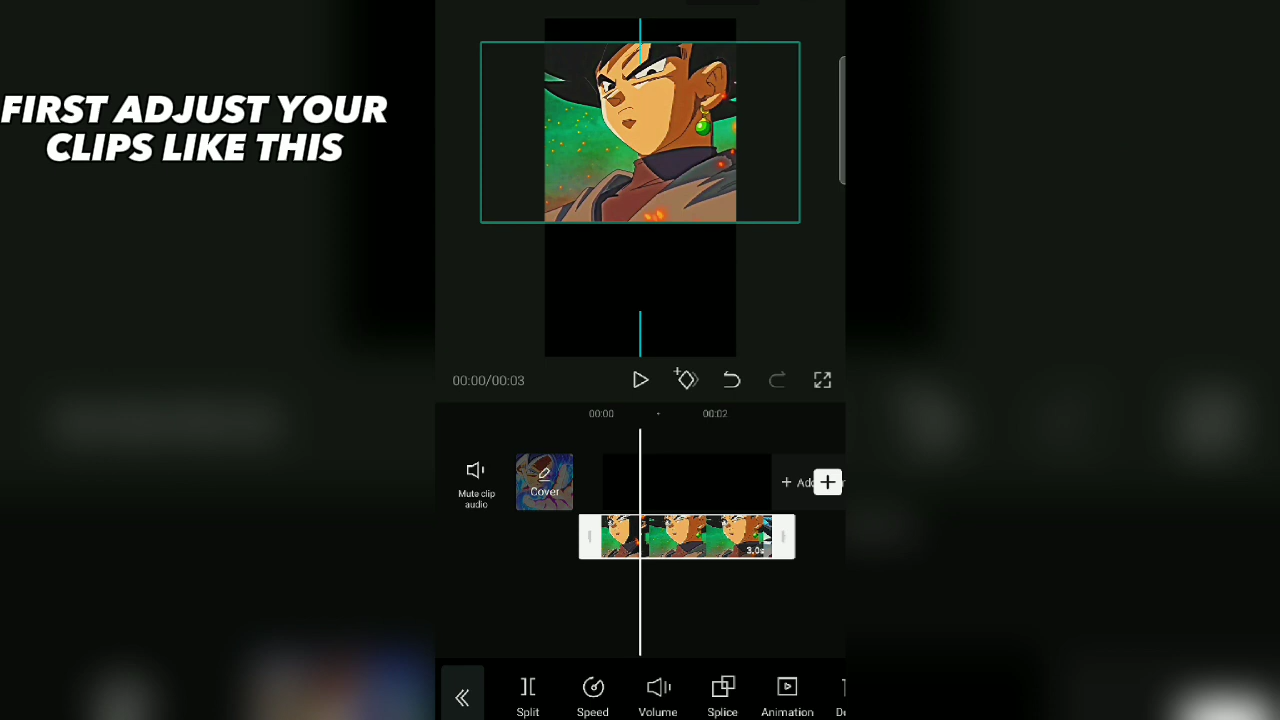 FIRST ADJUST YOUR
CLIPS LIKE THIS
00:00/00:03
00:00
00:02
Mute clip
audio
Cover
+ Add
3.0s
Split
Speed
Volume
Splice
Animation